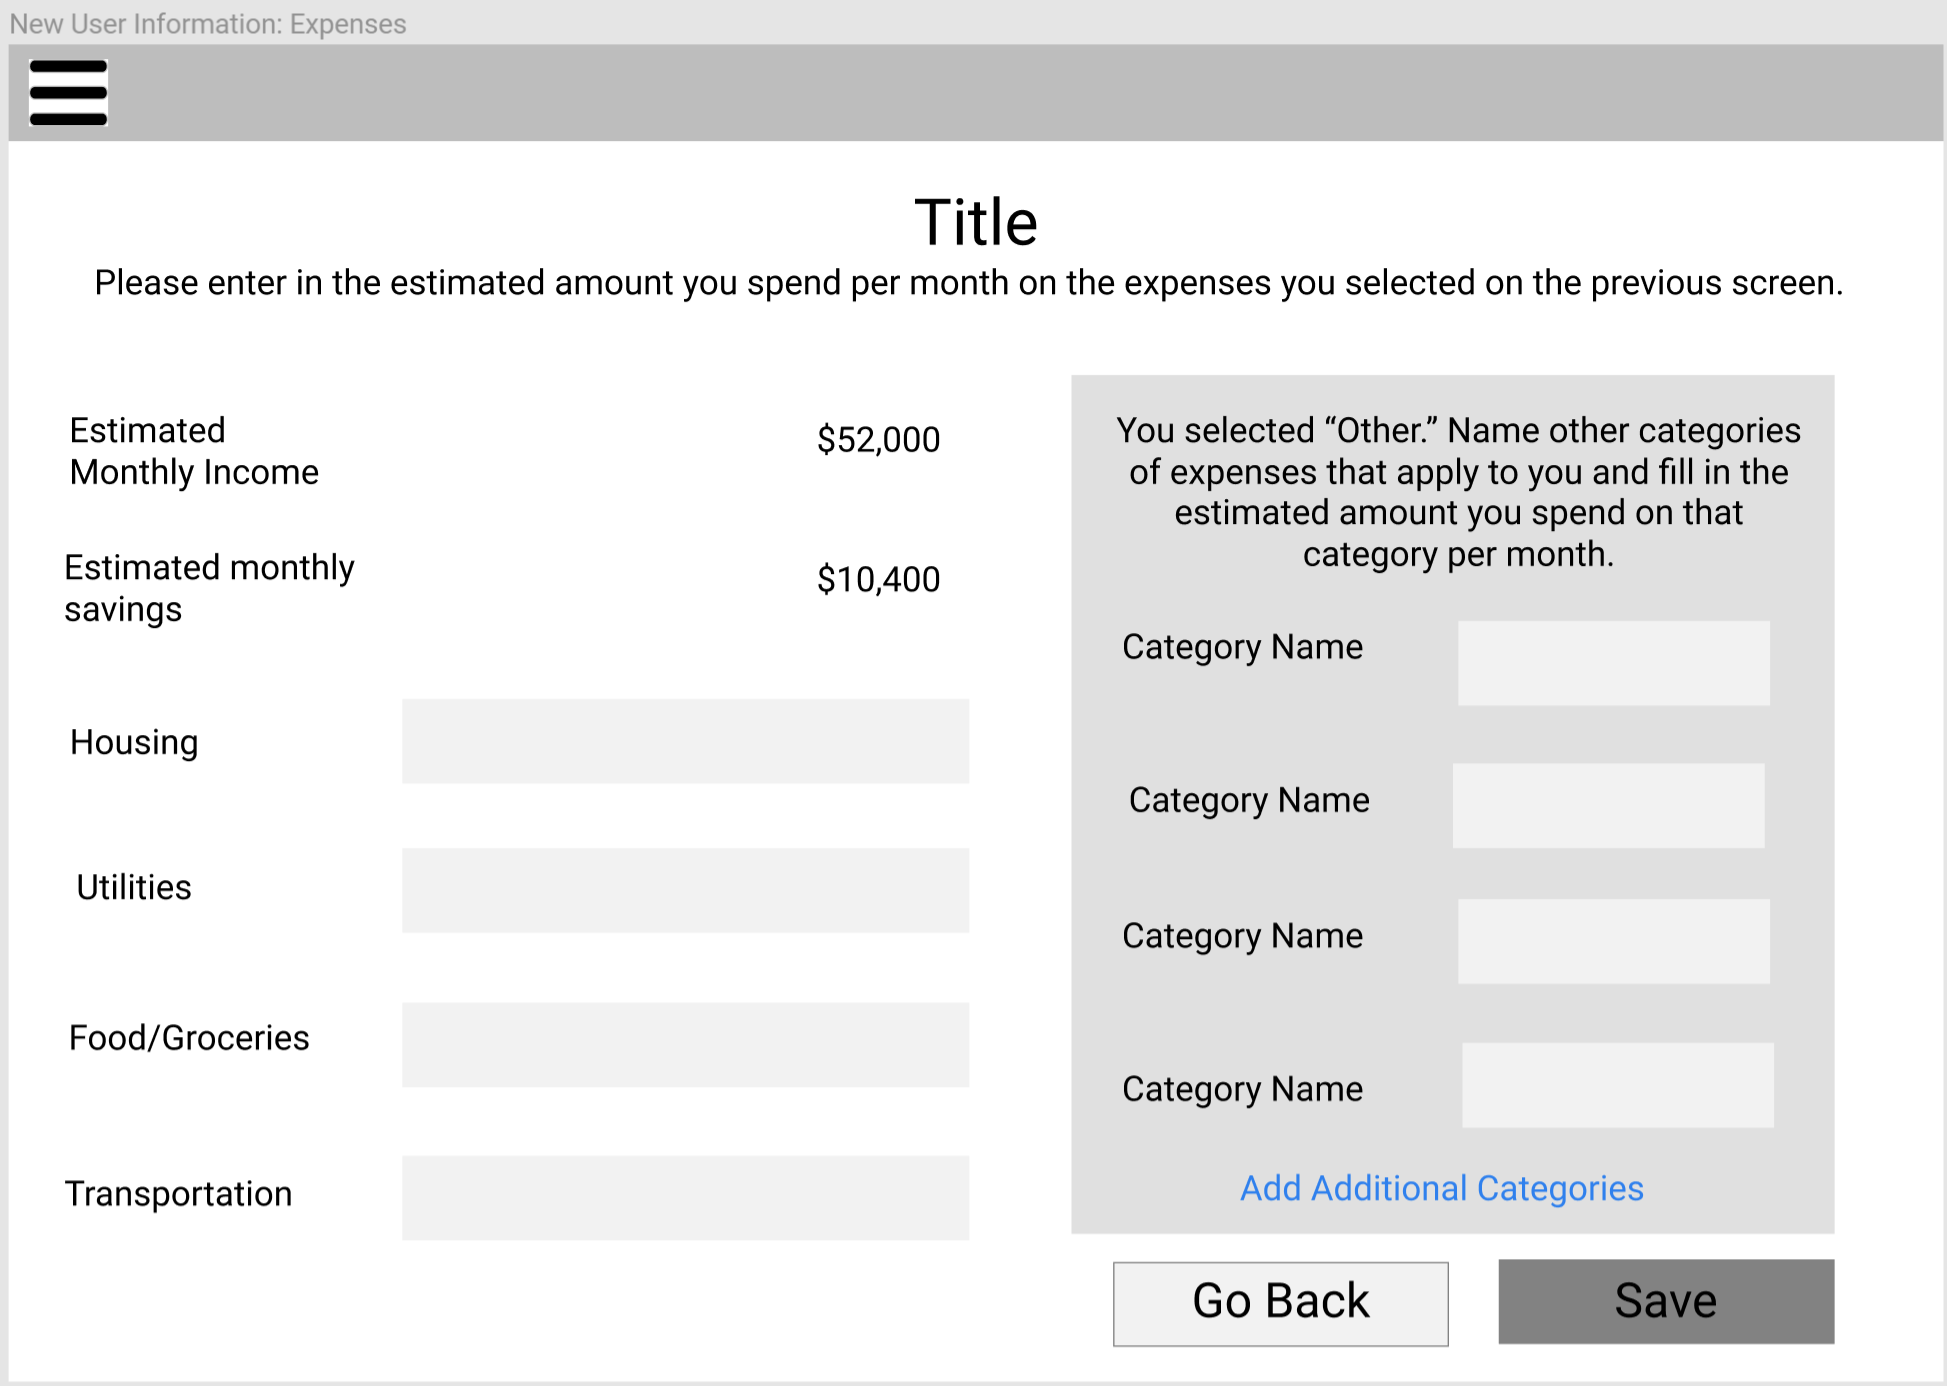 New User Information: Expenses
Title
Please enter in the estimated amount you spend per month on the expenses you selected on the previous screen.
Estimated
Monthly Income
$52,000
Estimated monthly
savings
$10,400
Housing
Utilities
Food/Groceries
Transportation
You selected “Other.” Name other categories
of expenses that apply to you and fill in the
estimated amount you spend on that
category per month.
Category Name
Category Name
Category Name
Category Name
Add Additional Categories
Go Back
Save